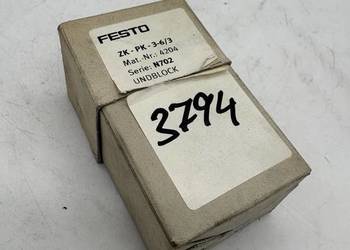 FESTO
ZK - PK - 3-6/3
Mat.-Nr.: 4204
Serie: N702
UNDBLOCK
3794